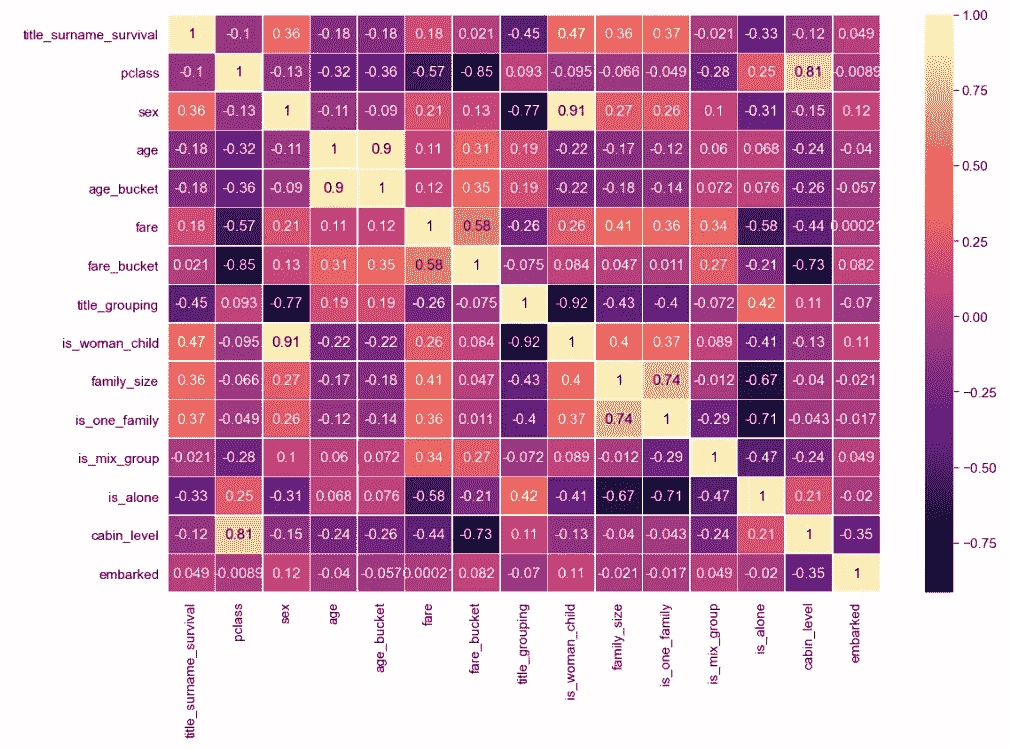 title_surname_survival 1 -0.1 0.36 -0.18 -0.18 0.18 0.021 -0.45 0.47 0.36 0.37 -0.021 -0.33 -0.12 0.049
pclass -0.1 1 -0.13 -0.32 -0.36 -0.57 -0.85 0.093 -0.095 -0.066 -0.049 -0.28 0.25 0.81 -0.0089
sex 0.36 -0.13 1 -0.11 -0.09 0.21 0.13 -0.77 0.91 0.27 0.26 0.1 -0.31 -0.15 0.12
age -0.18 -0.32 -0.11 1 0.9 0.11 0.31 0.19 -0.22 -0.17 -0.12 0.06 0.068 -0.24 -0.04
age_bucket -0.18 -0.36 -0.09 0.9 1 0.12 0.35 0.19 -0.22 -0.18 -0.14 0.072 0.076 -0.26 -0.057
fare 0.18 -0.57 0.21 0.11 0.12 1 0.58 -0.26 0.26 0.41 0.36 0.34 -0.58 -0.44 0.00021
fare_bucket 0.021 -0.85 0.13 0.31 0.35 0.58 1 -0.075 0.084 0.047 0.011 0.27 -0.21 -0.73 0.082
title_grouping -0.45 0.093 -0.77 0.19 0.19 -0.26 -0.075 1 -0.92 -0.43 -0.4 -0.072 0.42 0.11 -0.07
is_woman_child 0.47 -0.095 0.91 -0.22 -0.22 0.26 0.084 -0.92 1 0.4 0.37 0.089 -0.41 -0.13 0.11
family_size 0.36 -0.066 0.27 -0.17 -0.18 0.41 0.047 -0.43 0.4 1 0.74 -0.012 -0.67 -0.04 -0.021
is_one_family 0.37 -0.049 0.26 -0.12 -0.14 0.36 0.011 -0.4 0.37 0.74 1 -0.29 -0.71 -0.043 -0.017
is_mix_group -0.021 -0.28 0.1 0.06 0.072 0.34 0.27 -0.072 0.089 -0.012 -0.29 1 -0.47 -0.24 0.049
is_alone -0.33 0.25 -0.31 0.068 0.076 -0.58 -0.21 0.42 -0.41 -0.67 -0.71 -0.47 1 0.21 -0.02
cabin_level -0.12 0.81 -0.15 -0.24 -0.26 -0.44 -0.73 0.11 -0.13 -0.04 -0.043 -0.24 0.21 1 -0.35
embarked 0.049 -0.0089 0.12 -0.04 -0.057 0.00021 0.082 -0.07 0.11 -0.021 -0.017 0.049 -0.02 -0.35 1
title_surname_survival
pclass
sex
age
age_bucket
fare
fare_bucket
title_grouping
is_woman_child
family_size
is_one_family
is_mix_group
is_alone
cabin_level
embarked
1.00
0.75
0.50
0.25
0.00
-0.25
-0.50
-0.75